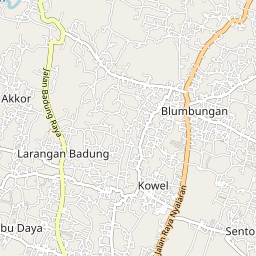 Jalan Badung Raya
Akkor
Blumbungan
Larangan Badung
Kowel
bu Daya
Jalan Raya Nyalaran
Sento